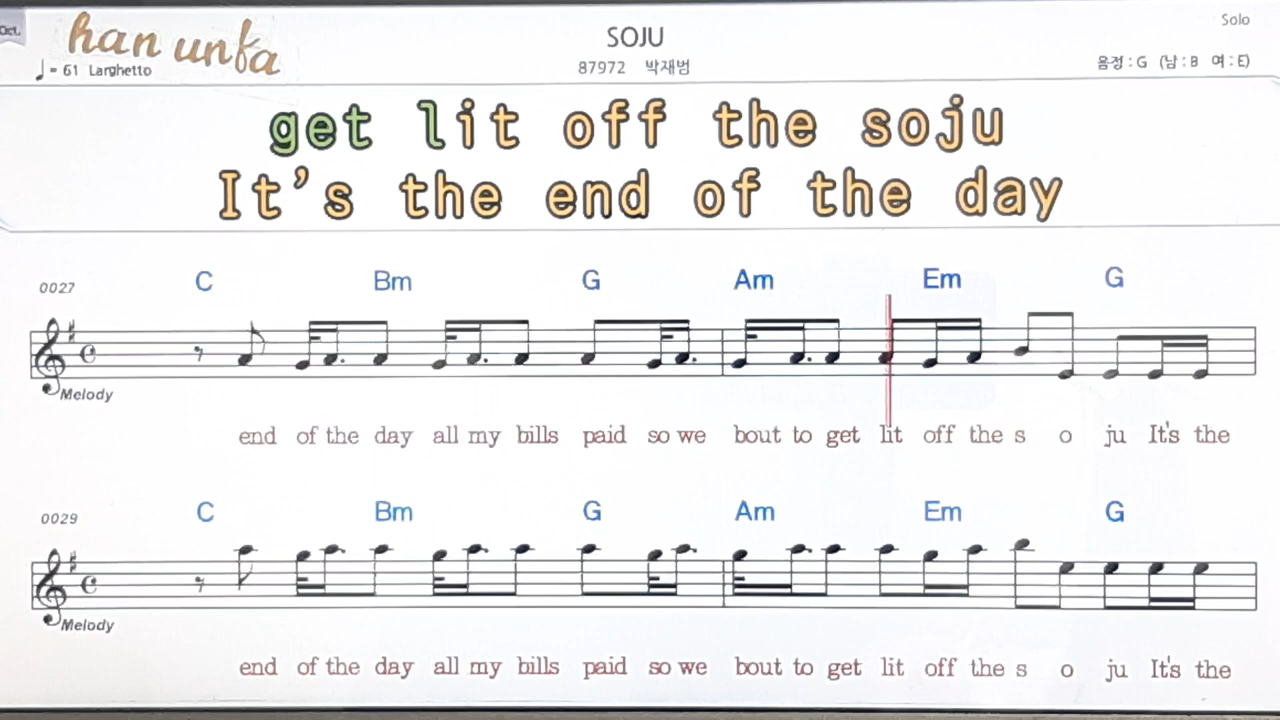 Oct.
han unfa
SOJU
Solo
♩ = 61 Larghetto
87972 박재범
음정 : G (남 : B 여 : E)
get lit off the soju
It's the end of the day
0027
C Bm G Am Em G
Melody
end of the day all my bills paid so we bout to get lit off the s o ju It's the
0029
C Bm G Am Em G
Melody
end of the day all my bills paid so we bout to get lit off the s o ju It's the